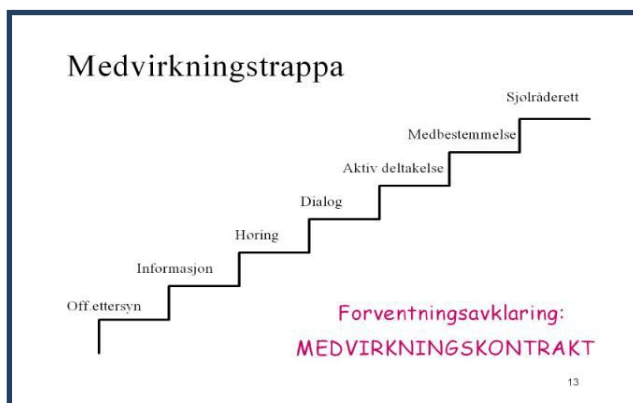 Medvirkningstrappa
Sjølråderett
Medbestemmelse
Aktiv deltakelse
Dialog
Høring
Informasjon
Off.ettersyn
Forventningsavklaring:
MEDVIRKNINGSKONTRAKT
13